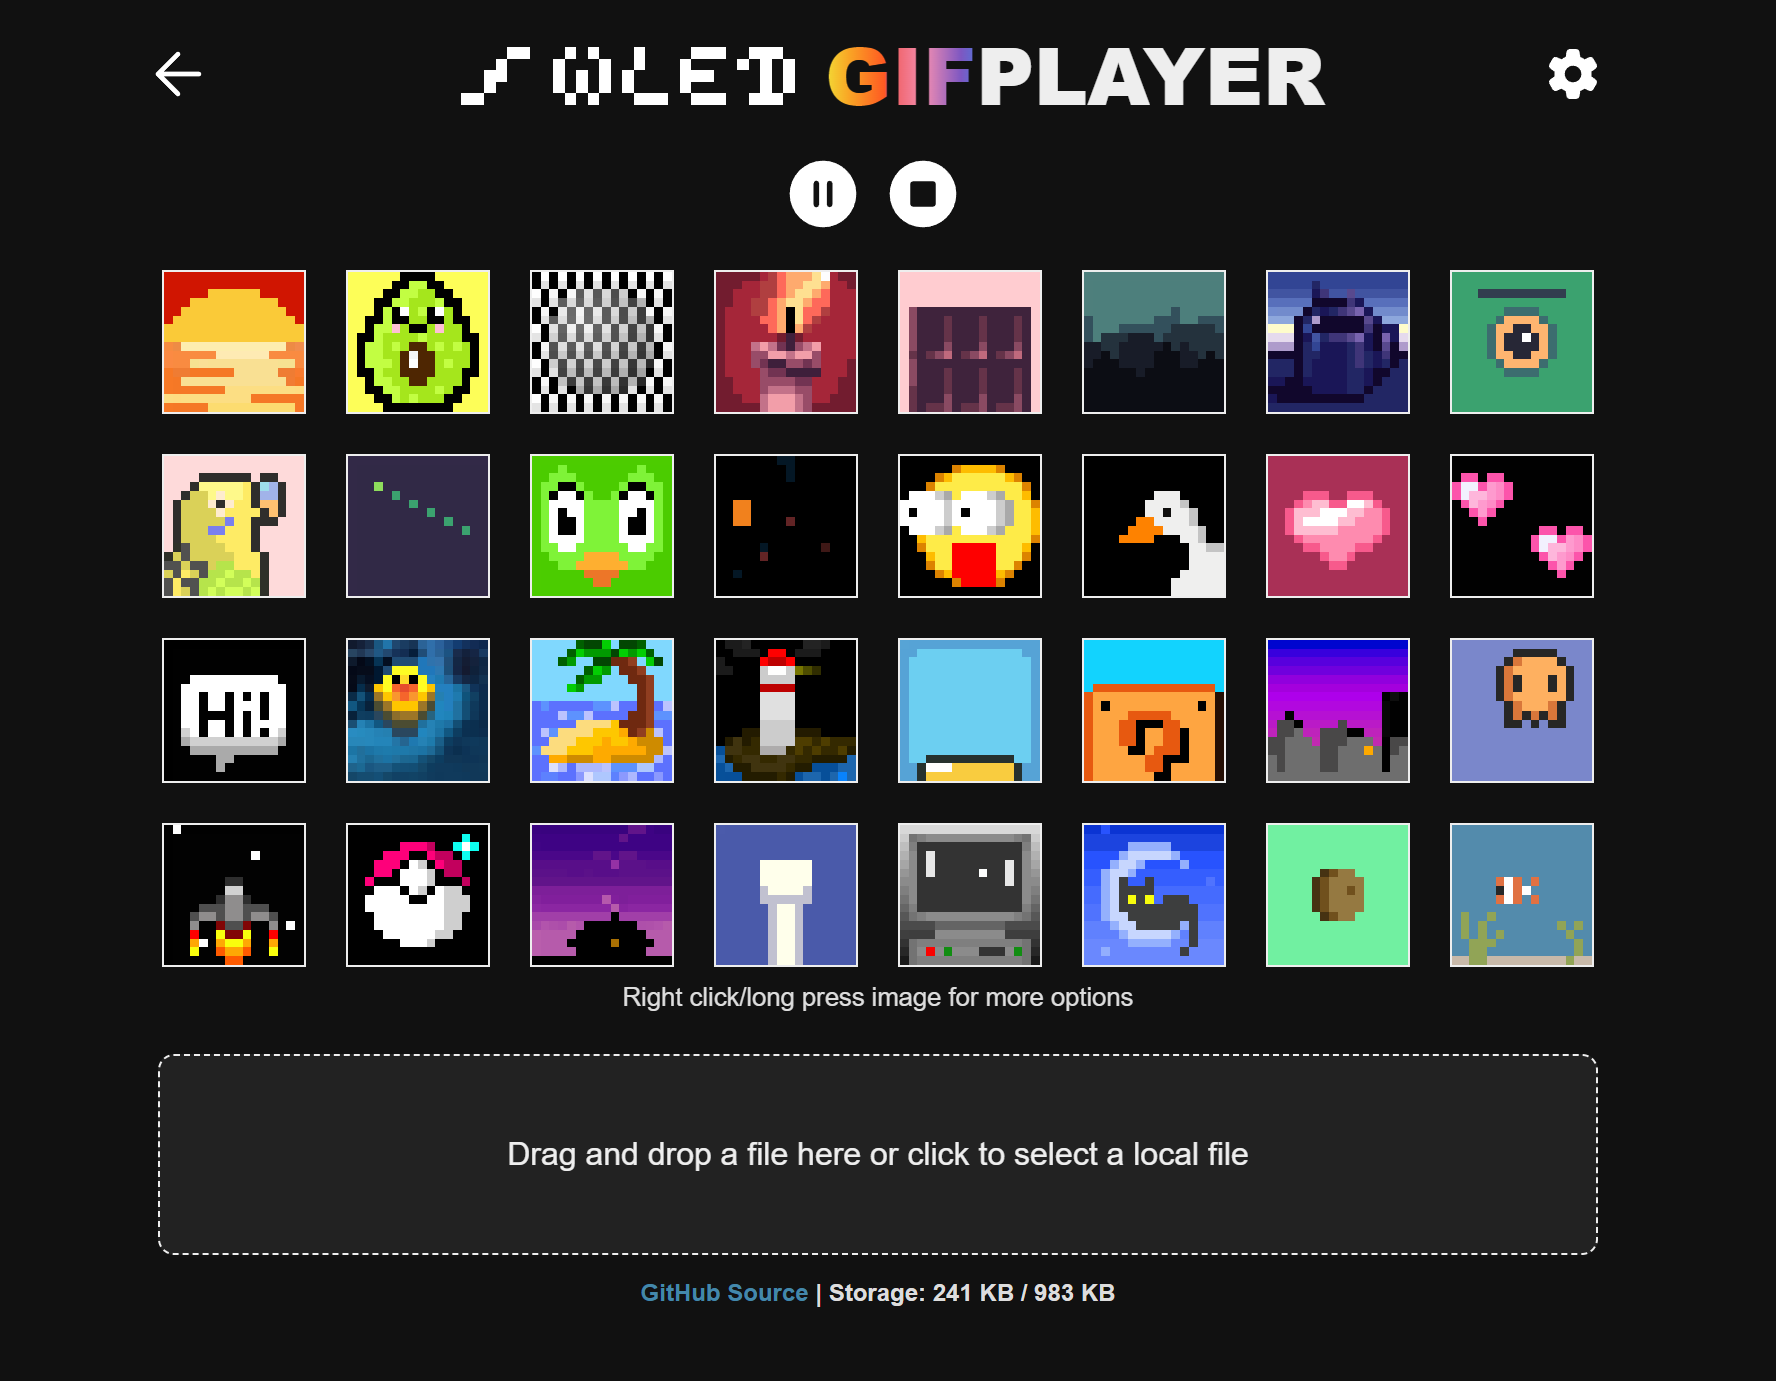 WLED GIFPLAYER
Hi!
Right click/long press image for more options
Drag and drop a file here or click to select a local file
GitHub Source | Storage: 241 KB / 983 KB